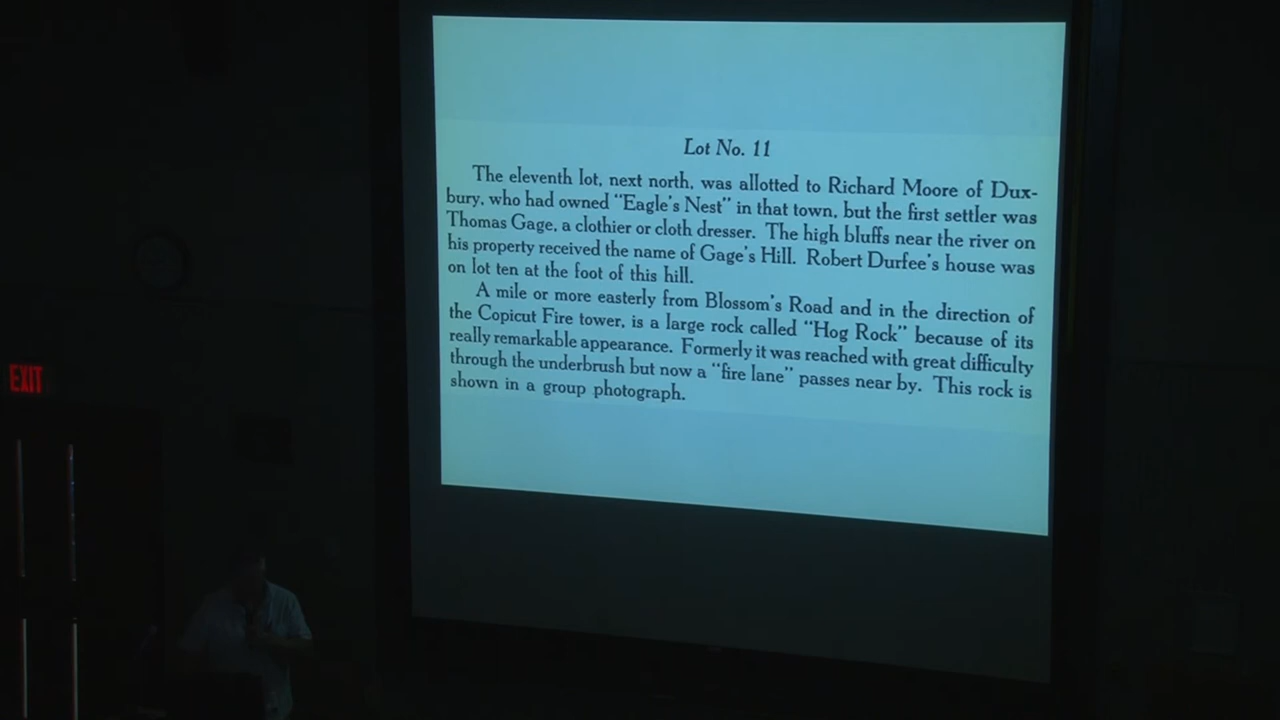 Lot No. 11
The eleventh lot, next north, was allotted to Richard Moore of Dux-
bury, who had owned "Eagle's Nest" in that town, but the first settler was
Thomas Gage, a clothier or cloth dresser. The high bluffs near the river on
his property received the name of Gage's Hill. Robert Durfee's house was
on lot ten at the foot of this hill.
A mile or more easterly from Blossom's Road and in the direction of
the Copicut Fire tower, is a large rock called "Hog Rock" because of its
really remarkable appearance. Formerly it was reached with great difficulty
through the underbrush but now a "fire lane" passes near by. This rock is
shown in a group photograph.
EXIT